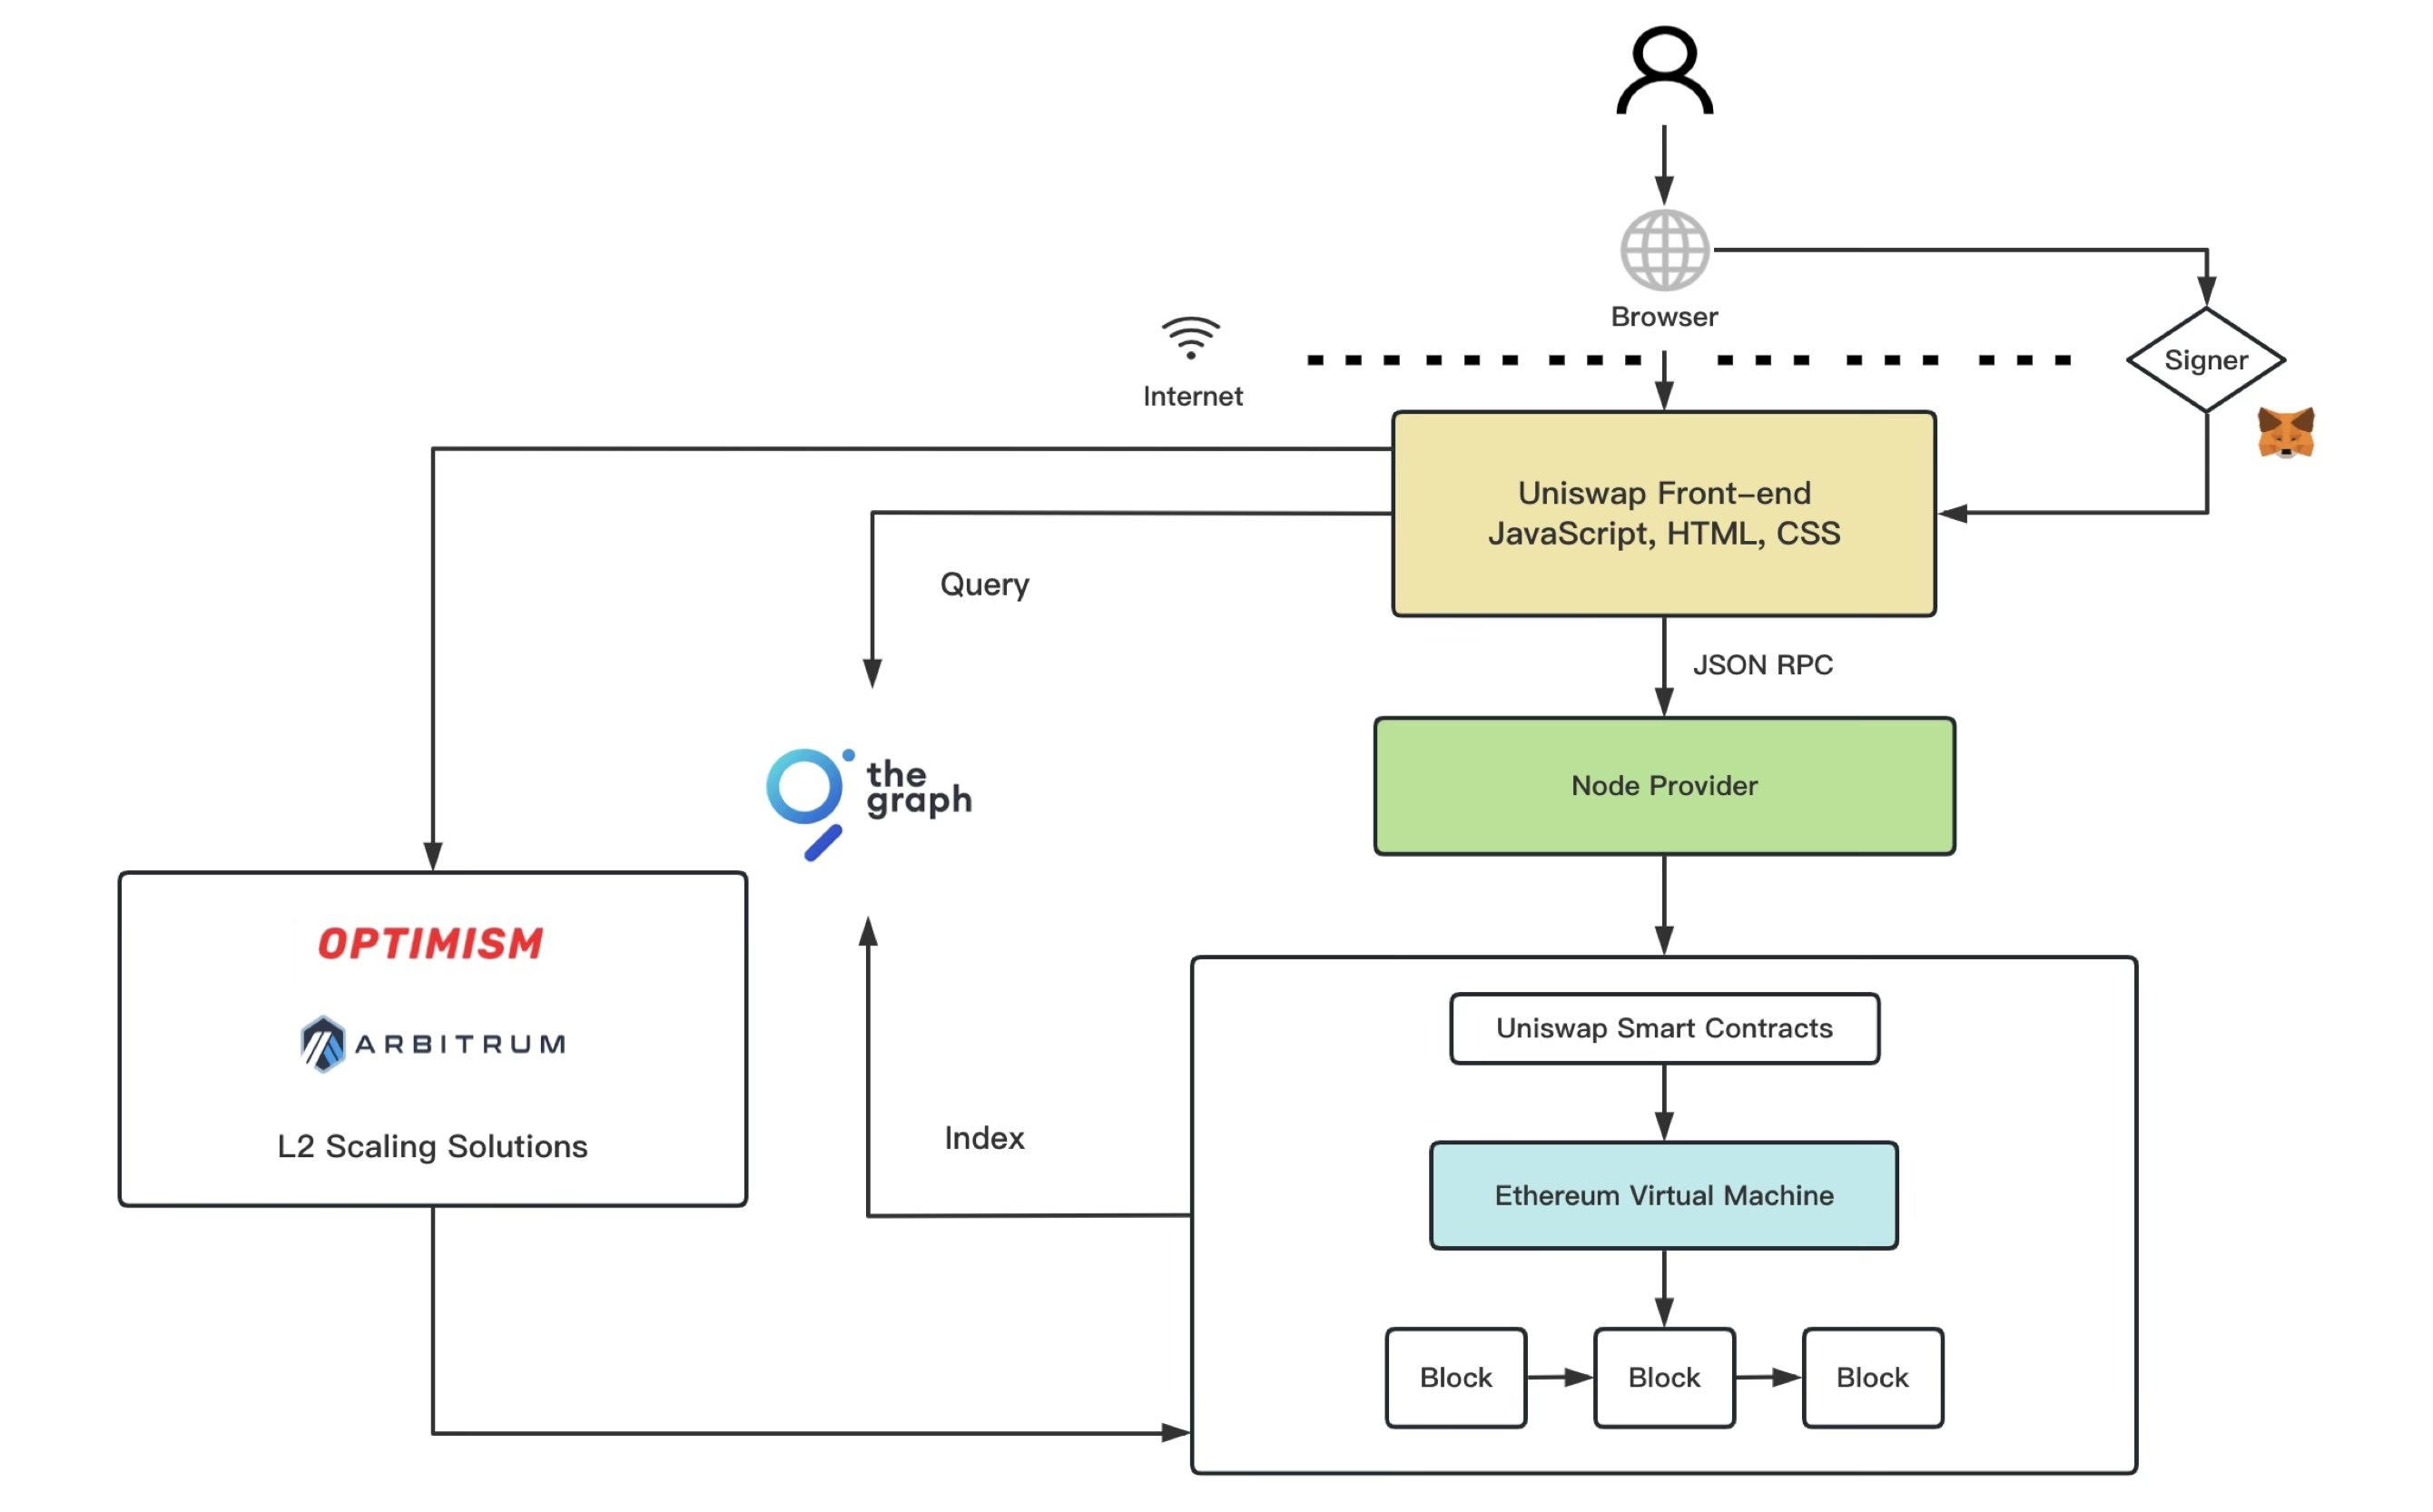 Browser
Signer
Internet
Uniswap Front-end
JavaScript, HTML, CSS
Query
JSON RPC
the
graph
Node Provider
OPTIMISM
ARBITRUM
L2 Scaling Solutions
Index
Uniswap Smart Contracts
Ethereum Virtual Machine
Block
Block
Block